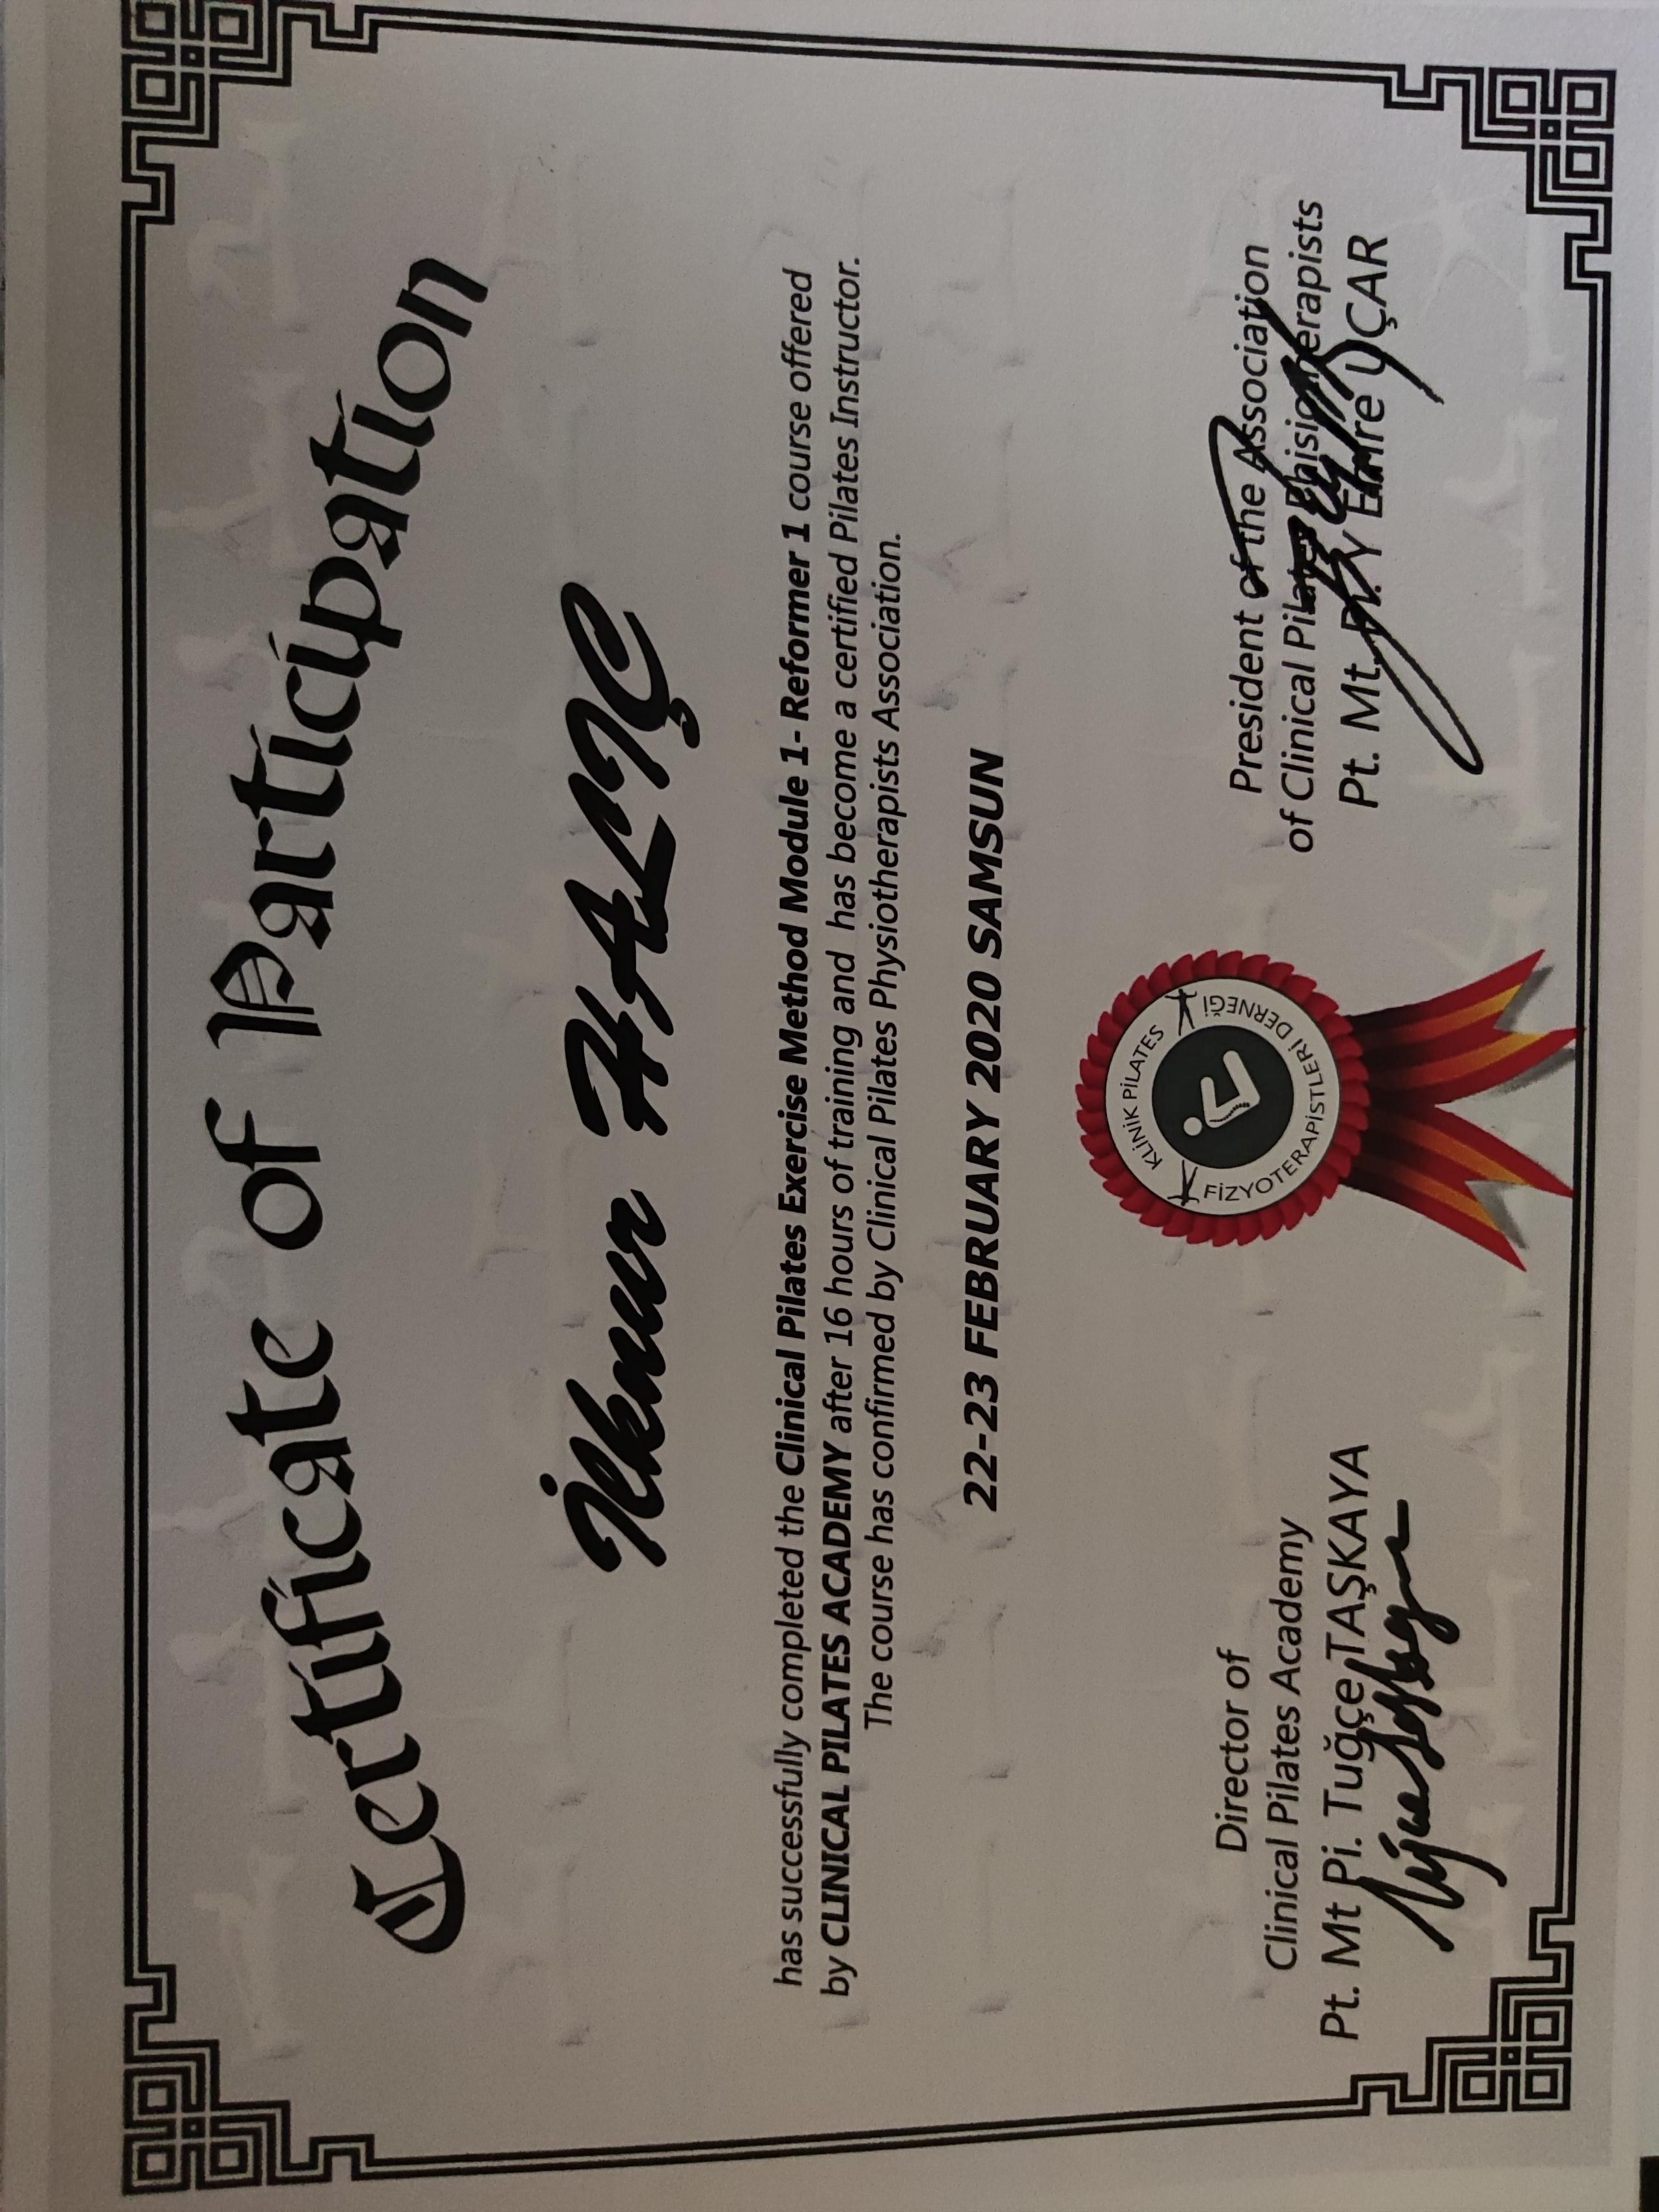 Certificate of Participation
İlknur HALIÇ
has successfully completed the Clinical Pilates Exercise Method Module 1- Reformer 1 course offered
by CLINICAL PILATES ACADEMY after 16 hours of training and has become a certified Pilates Instructor.
The course has confirmed by Clinical Pilates Physiotherapists Association.
22-23 FEBRUARY 2020 SAMSUN
Director of
Clinical Pilates Academy
Pt. Mt Pi. Tuğçe TAŞKAYA
KLİNİK PİLATES
FİZYOTERAPİSTLERİ DERNEĞİ
President of the Association
of Clinical Pilates Phisiotherapists
Pt. Mt. Emre UÇAR